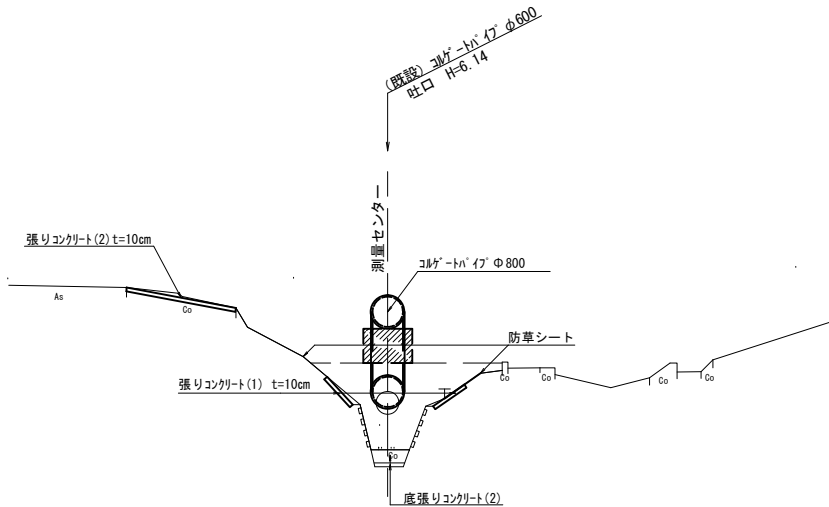 (既設) コルゲートパイプ φ600
吐口 H=6.14
測量センター
張りコンクリート(2) t=10cm
コルゲートパイプ Φ800
As
Co
防草シート
張りコンクリート(1) t=10cm
Co
Co
Co
Co
Co
底張りコンクリート(2)